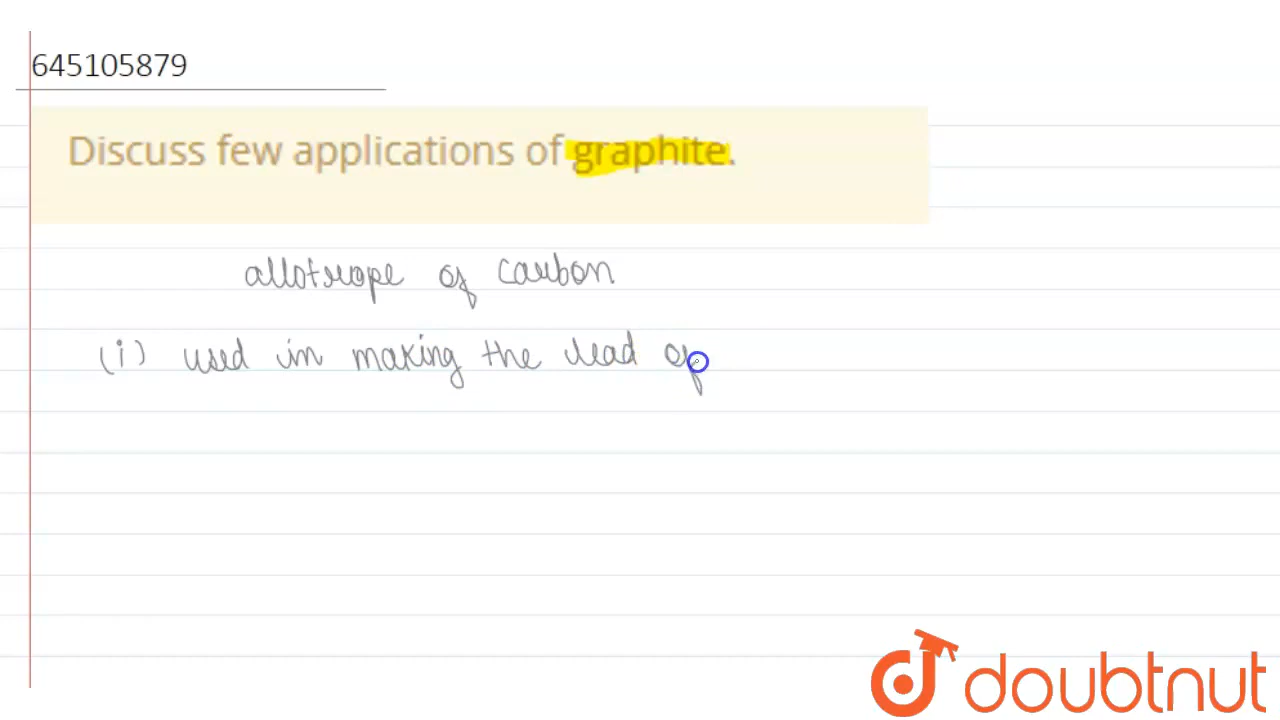 645105879
Discuss few applications of graphite.
allotrope of carbon
(i) used in making the lead of
doubtnut